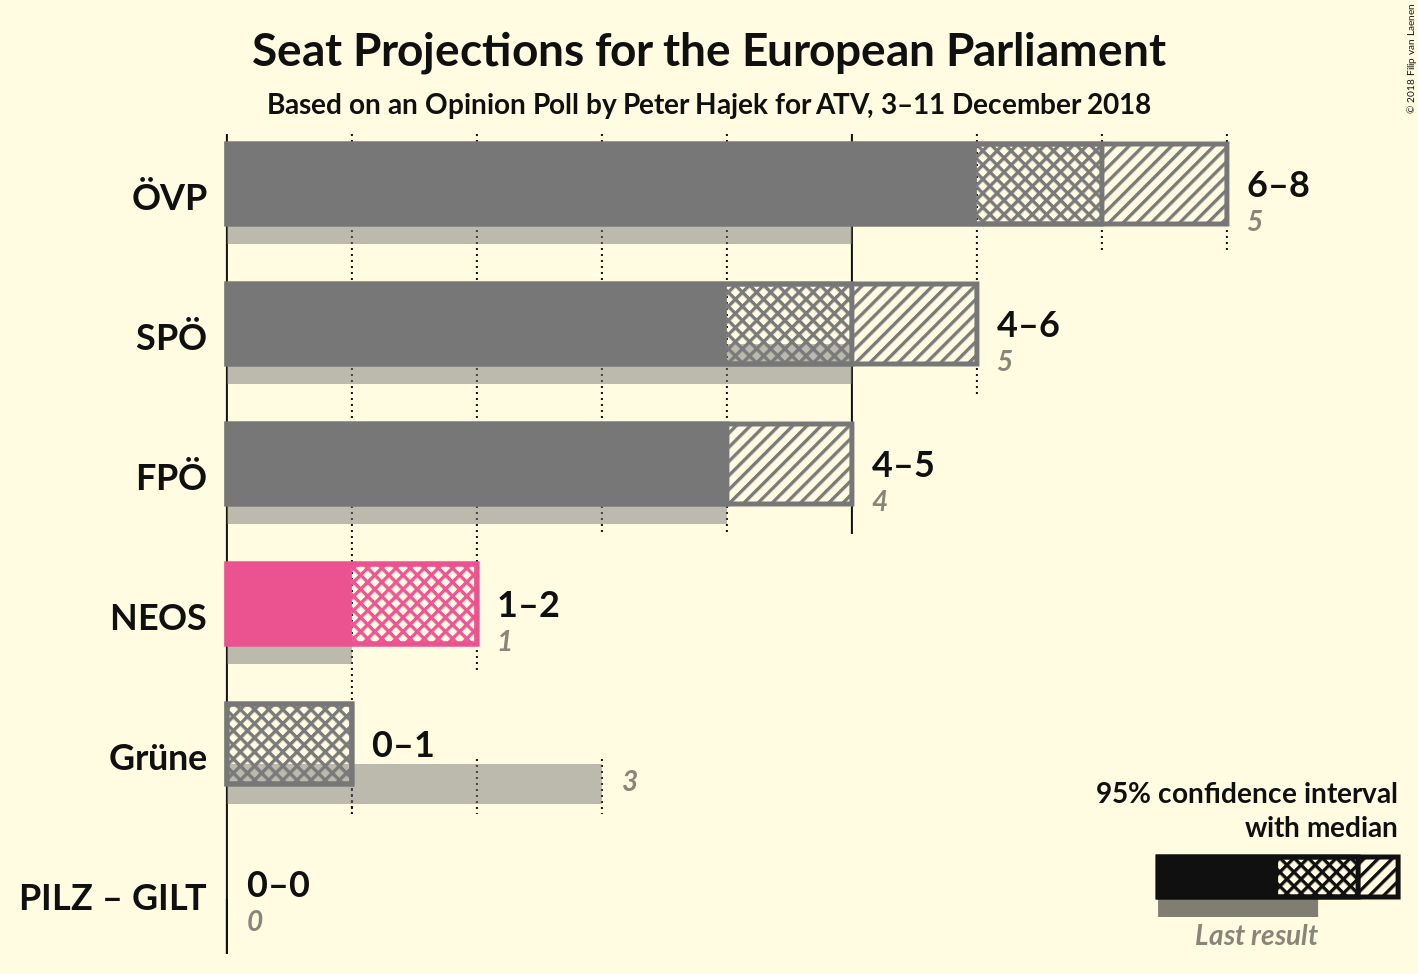 Seat Projections for the European Parliament
Based on an Opinion Poll by Peter Hajek for ATV, 3–11 December 2018
© 2018 Filip van Laenen
ÖVP
6–8
5
SPÖ
4–6
5
FPÖ
4–5
4
NEOS
1–2
1
Grüne
0–1
3
PILZ – GILT
0–0
0
95% confidence interval
with median
Last result